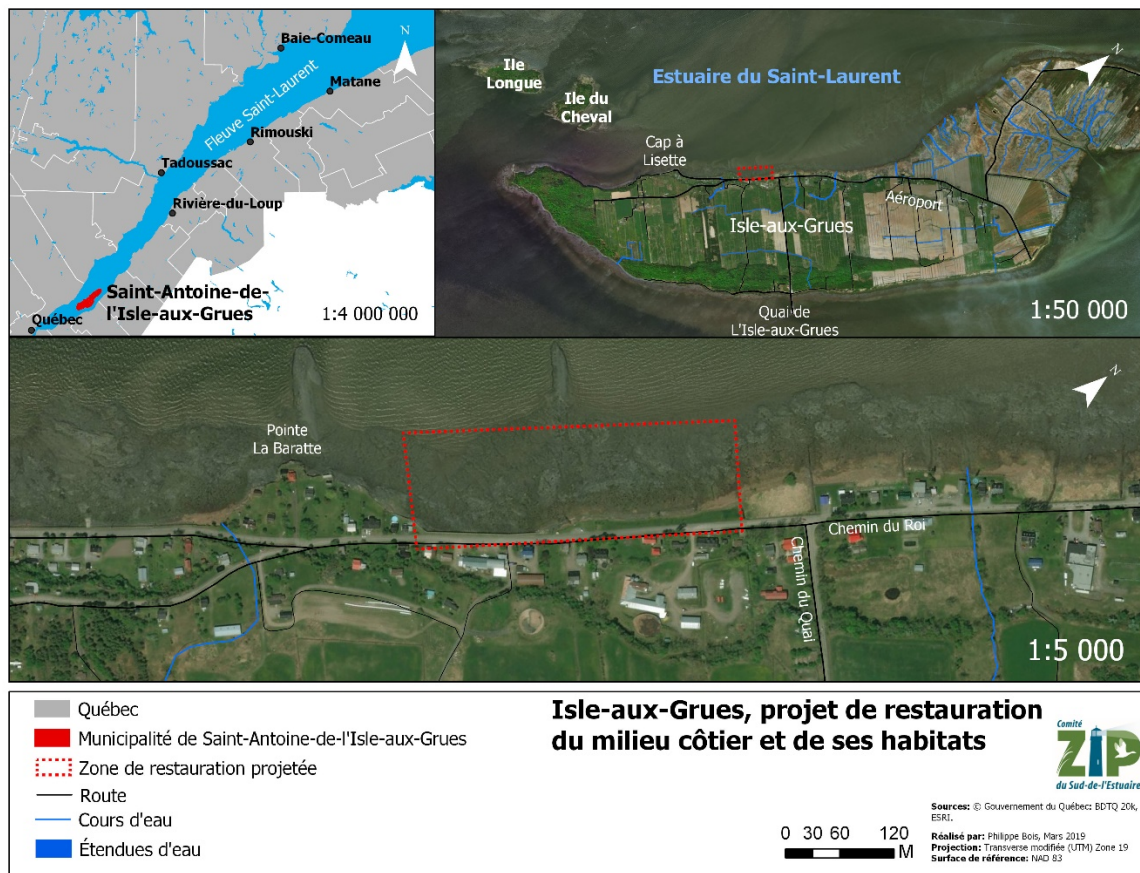 Baie-Comeau
N
Matane
Fleuve Saint-Laurent
Rimouski
Tadoussac
Rivière-du-Loup
Saint-Antoine-de-
l'Isle-aux-Grues
Québec
1:4 000 000
Ile
Longue
Estuaire du Saint-Laurent
N
Ile du
Cheval
Cap à
Lisette
Aéroport
Isle-aux-Grues
Quai de
L'Isle-aux-Grues
1:50 000
N
Pointe
La Baratte
Chemin du Roi
Chemin du Quai
1:5 000
Québec
Municipalité de Saint-Antoine-de-l'Isle-aux-Grues
Zone de restauration projetée
Route
Cours d'eau
Étendues d'eau
Isle-aux-Grues, projet de restauration
du milieu côtier et de ses habitats
Comité
ZIP
du Sud-de-l'Estuaire
0 30 60 120
M
Sources: © Gouvernement du Québec: BDTQ 20k,
ESRI.
Réalisé par: Philippe Bois, Mars 2019
Projection: Transverse modifiée (UTM) Zone 19
Surface de référence: NAD 83